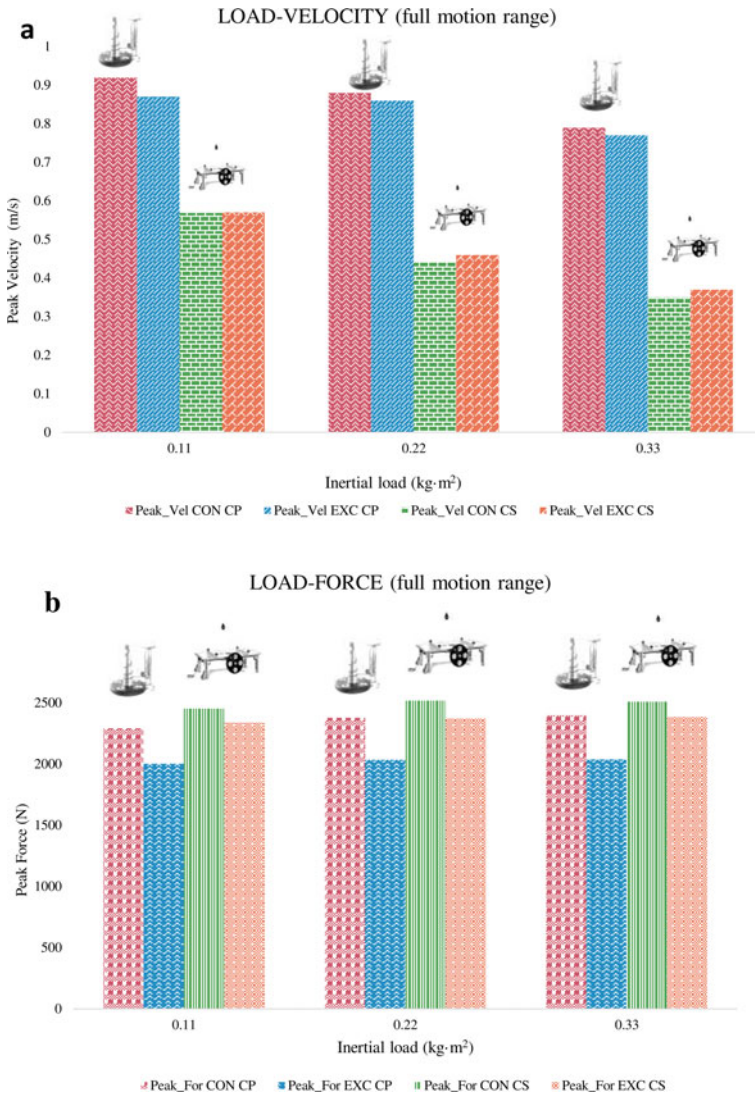 a
LOAD-VELOCITY (full motion range)
1
0.9
0.8
0.7
0.6
0.5
0.4
0.3
0.2
0.1
0
Peak Velocity (m/s)
0.11 0.22 0.33
Inertial load (kg·m²)
Peak_Vel CON CP Peak_Vel EXC CP Peak_Vel CON CS Peak_Vel EXC CS
b
LOAD-FORCE (full motion range)
2500
2000
1500
1000
500
0
Peak Force (N)
0.11 0.22 0.33
Inertial load (kg·m²)
Peak_For CON CP Peak_For EXC CP Peak_For CON CS Peak_For EXC CS